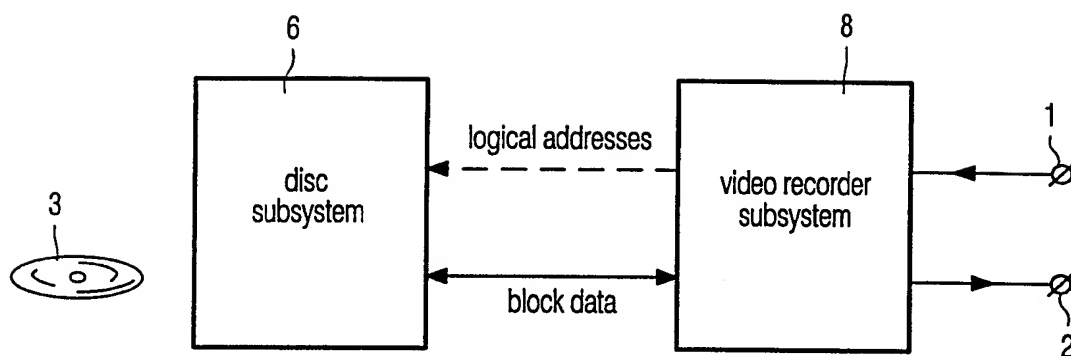 6
8
1
logical addresses
disc
subsystem
video recorder
subsystem
3
block data
2